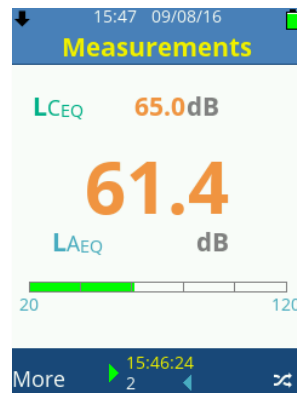 15:47 09/08/16
Measurements
LCEQ 65.0dB
61.4
LAEQ dB
20 120
15:46:24
More 2